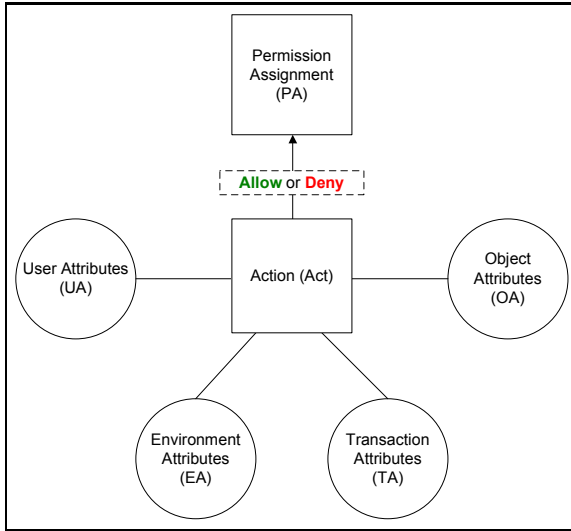 Permission
Assignment
(PA)
Allow or Deny
User Attributes
(UA)
Action (Act)
Object
Attributes
(OA)
Environment
Attributes
(EA)
Transaction
Attributes
(TA)